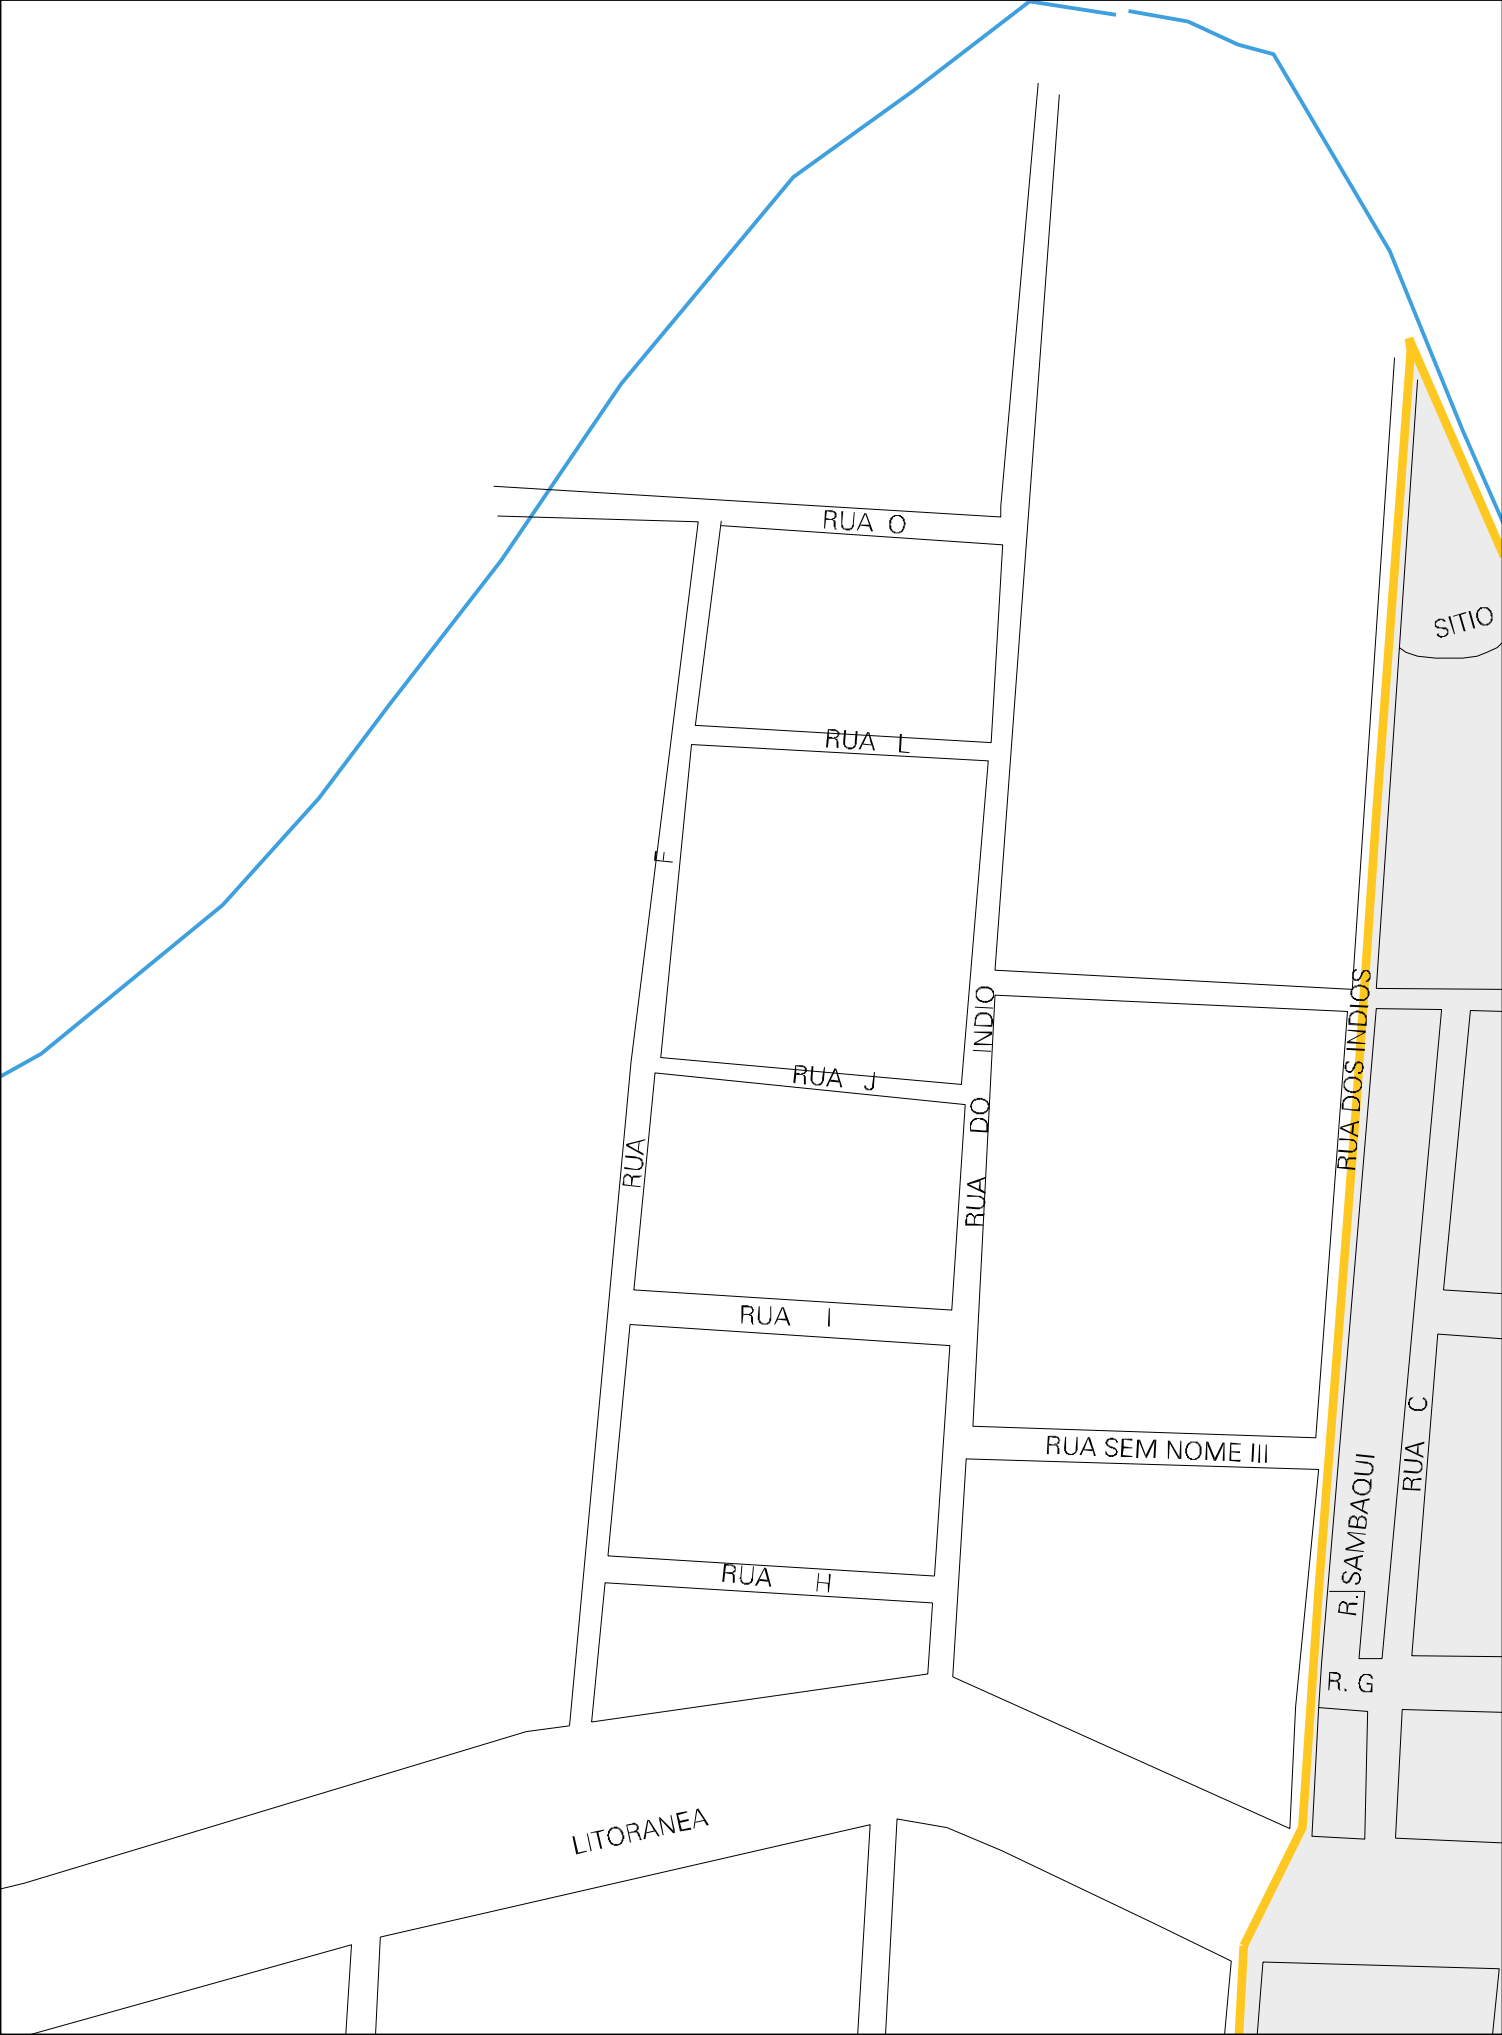 RUA O
SITIO
RUA L
RUA F
RUA DO INDIO
RUA DOS INDIOS
RUA J
RUA I
RUA C
RUA SEM NOME III
R. SAMBAQUI
RUA H
R. G
LITORANEA